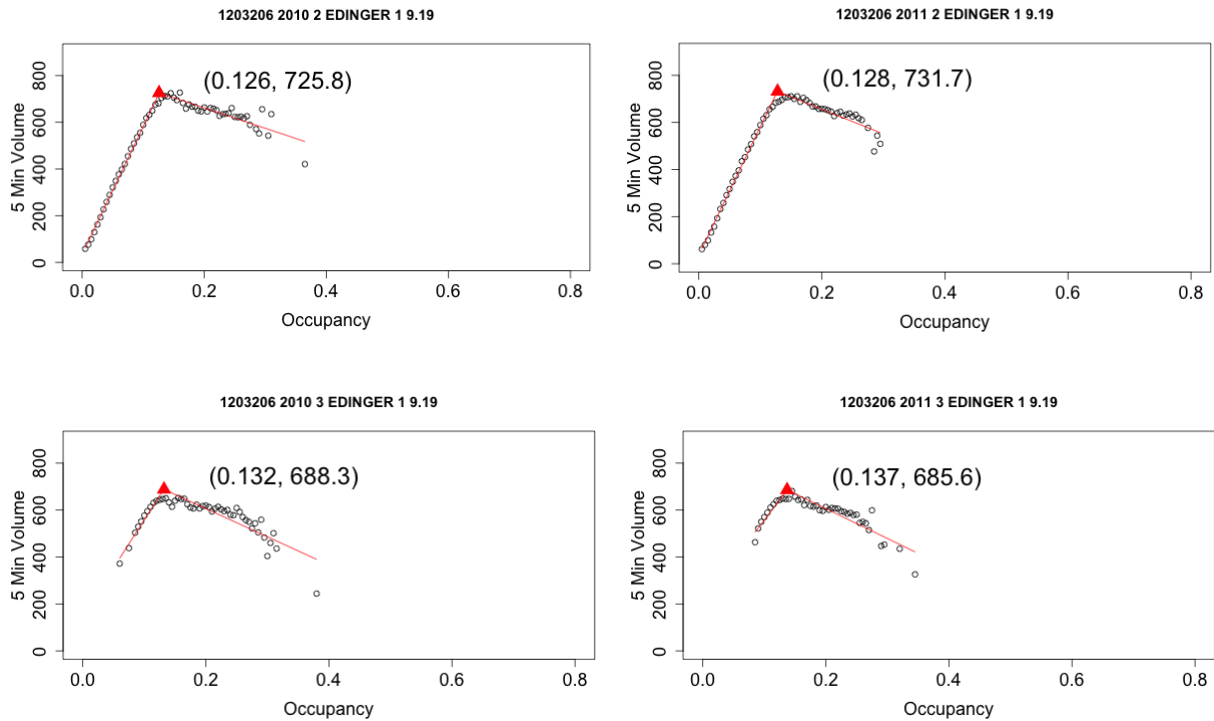 1203206 2010 2 EDINGER 1 9.19
(0.126, 725.8)
5 Min Volume
0 200 400 600 800
0.0 0.2 0.4 0.6 0.8
Occupancy
1203206 2011 2 EDINGER 1 9.19
(0.128, 731.7)
5 Min Volume
0 200 400 600 800
0.0 0.2 0.4 0.6 0.8
Occupancy
1203206 2010 3 EDINGER 1 9.19
(0.132, 688.3)
5 Min Volume
0 200 400 600 800
0.0 0.2 0.4 0.6 0.8
Occupancy
1203206 2011 3 EDINGER 1 9.19
(0.137, 685.6)
5 Min Volume
0 200 400 600 800
0.0 0.2 0.4 0.6 0.8
Occupancy